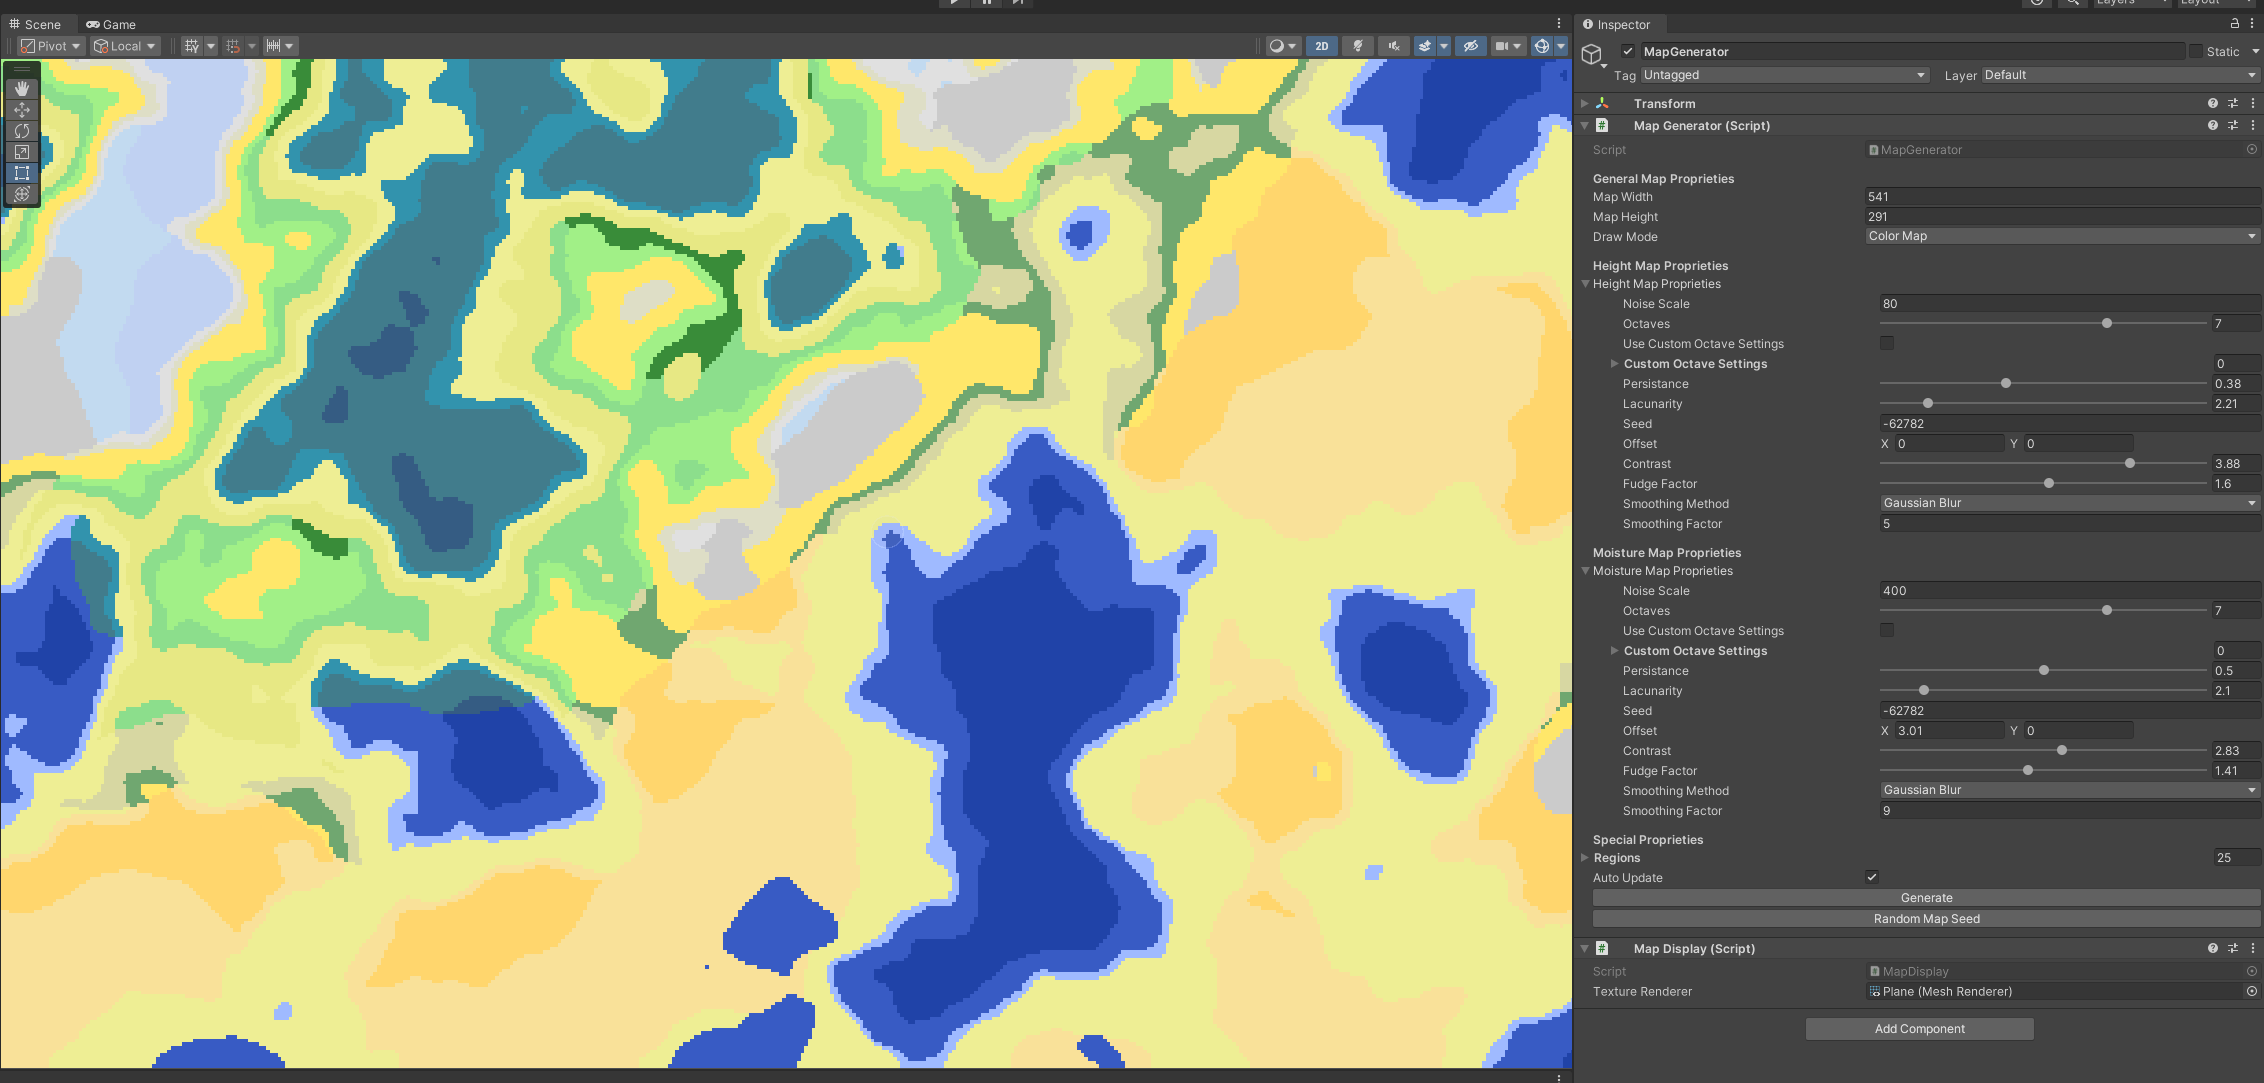 Layers
Layout
Scene
Game
Inspector
Pivot
Local
2D
MapGenerator
Static
Tag Untagged
Layer Default
Transform
Map Generator (Script)
Script MapGenerator
General Map Proprieties
Map Width 541
Map Height 291
Draw Mode Color Map
Height Map Proprieties
Height Map Proprieties
Noise Scale 80
Octaves 7
Use Custom Octave Settings
Custom Octave Settings 0
Persistance 0.38
Lacunarity 2.21
Seed -62782
Offset X 0 Y 0
Contrast 3.88
Fudge Factor 1.6
Smoothing Method Gaussian Blur
Smoothing Factor 5
Moisture Map Proprieties
Moisture Map Proprieties
Noise Scale 400
Octaves 7
Use Custom Octave Settings
Custom Octave Settings 0
Persistance 0.5
Lacunarity 2.1
Seed -62782
Offset X 3.01 Y 0
Contrast 2.83
Fudge Factor 1.41
Smoothing Method Gaussian Blur
Smoothing Factor 9
Special Proprieties
Regions 25
Auto Update
Generate
Random Map Seed
Map Display (Script)
Script MapDisplay
Texture Renderer Plane (Mesh Renderer)
Add Component